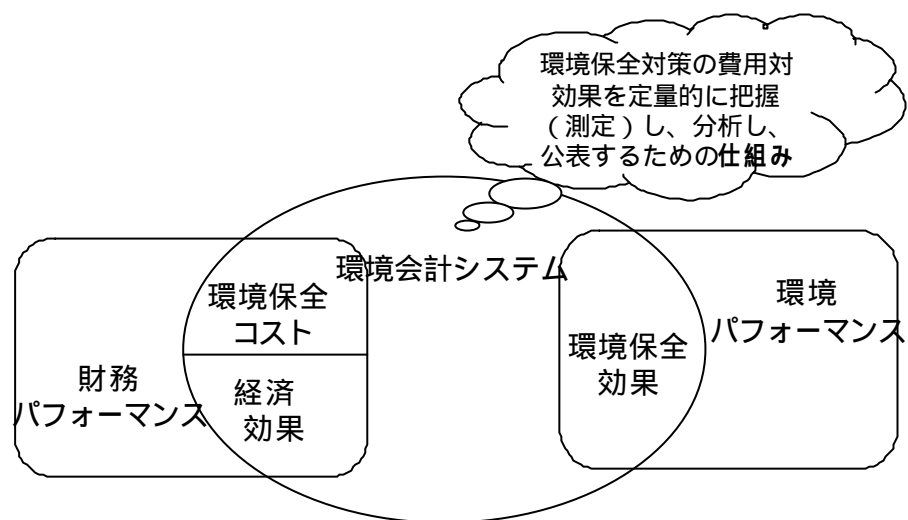 環境保全対策の費用対
効果を定量的に把握
（測定）し、分析し、
公表するための仕組み
環境会計システム
環境保全
コスト
経済
効果
財務
パフォーマンス
環境保全
効果
環境
パフォーマンス